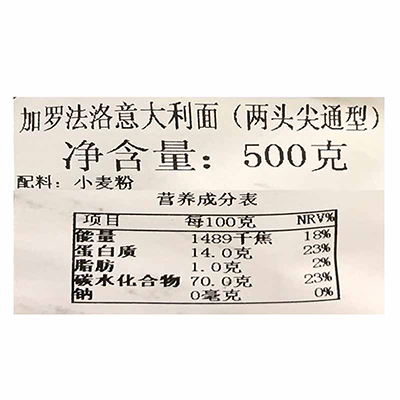 加罗法洛意大利面（两头尖通型）
净含量：500克
配料：小麦粉
营养成分表
项目 每100克 NRV%
能量 1489千焦 18%
蛋白质 14.0克 23%
脂肪 1.0克 2%
碳水化合物 70.0克 23%
钠 0毫克 0%